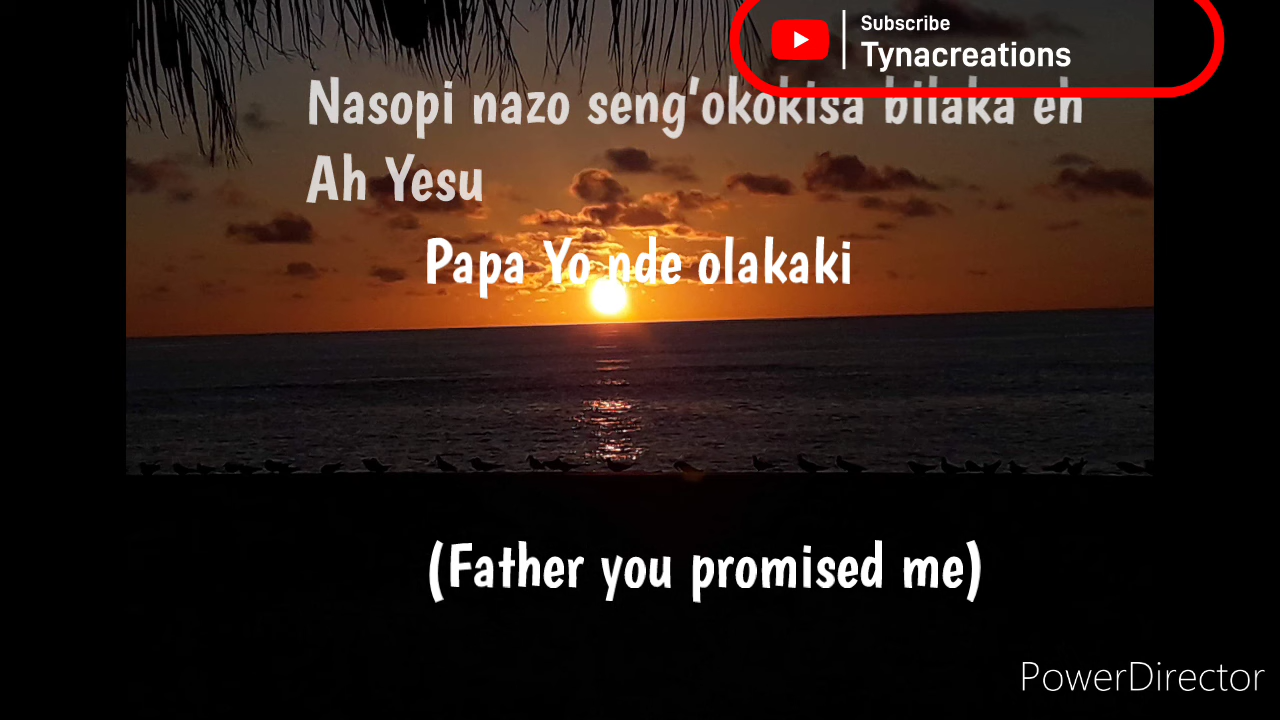 Subscribe
Tynacreations
Nasopi nazo seng'okokisa bilaka eh
Ah Yesu
Papa Yo nde olakaki
(Father you promised me)
PowerDirector